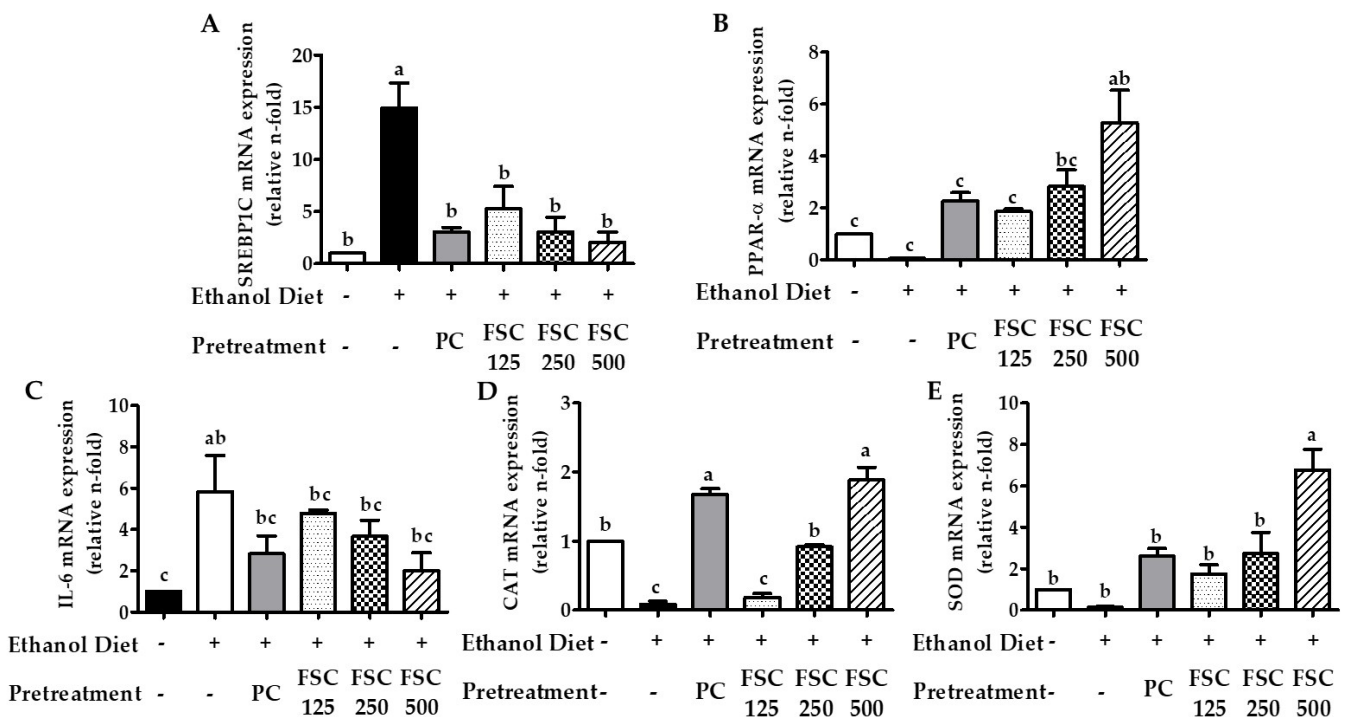 A
SREBP1C mRNA expression
(relative n-fold)
20
15
10
5
0
b
a
b
b
b
b
Ethanol Diet - + + + + +
Pretreatment - - PC FSC FSC FSC
125 250 500
B
PPAR-α mRNA expression
(relative n-fold)
8
6
4
2
0
c
c
c
c
bc
ab
Ethanol Diet - + + + + +
Pretreatment - - PC FSC FSC FSC
125 250 500
C
IL-6 mRNA expression
(relative n-fold)
10
8
6
4
2
0
c
ab
bc
bc
bc
bc
Ethanol Diet - + + + + +
Pretreatment - - PC FSC FSC FSC
125 250 500
D
CAT mRNA expression
(relative n-fold)
3
2
1
0
b
c
a
c
b
a
Ethanol Diet - + + + + +
Pretreatment - - PC FSC FSC FSC
125 250 500
E
SOD mRNA expression
(relative n-fold)
10
8
6
4
2
0
b
b
b
b
b
a
Ethanol Diet - + + + + +
Pretreatment - - PC FSC FSC FSC
125 250 500